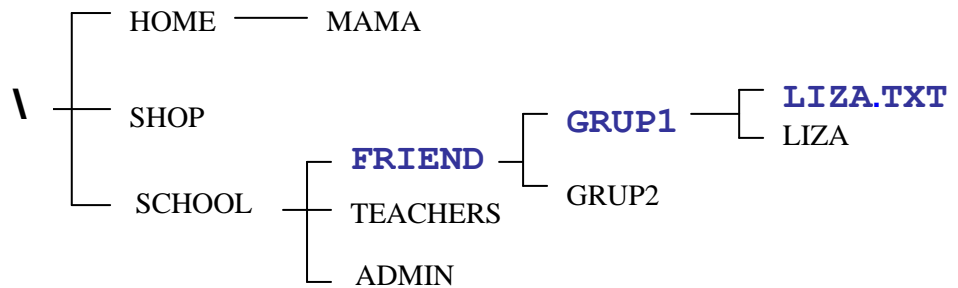 HOME MAMA
\ SHOP
SCHOOL
FRIEND
TEACHERS
ADMIN
GRUP1
GRUP2
LIZA.TXT
LIZA